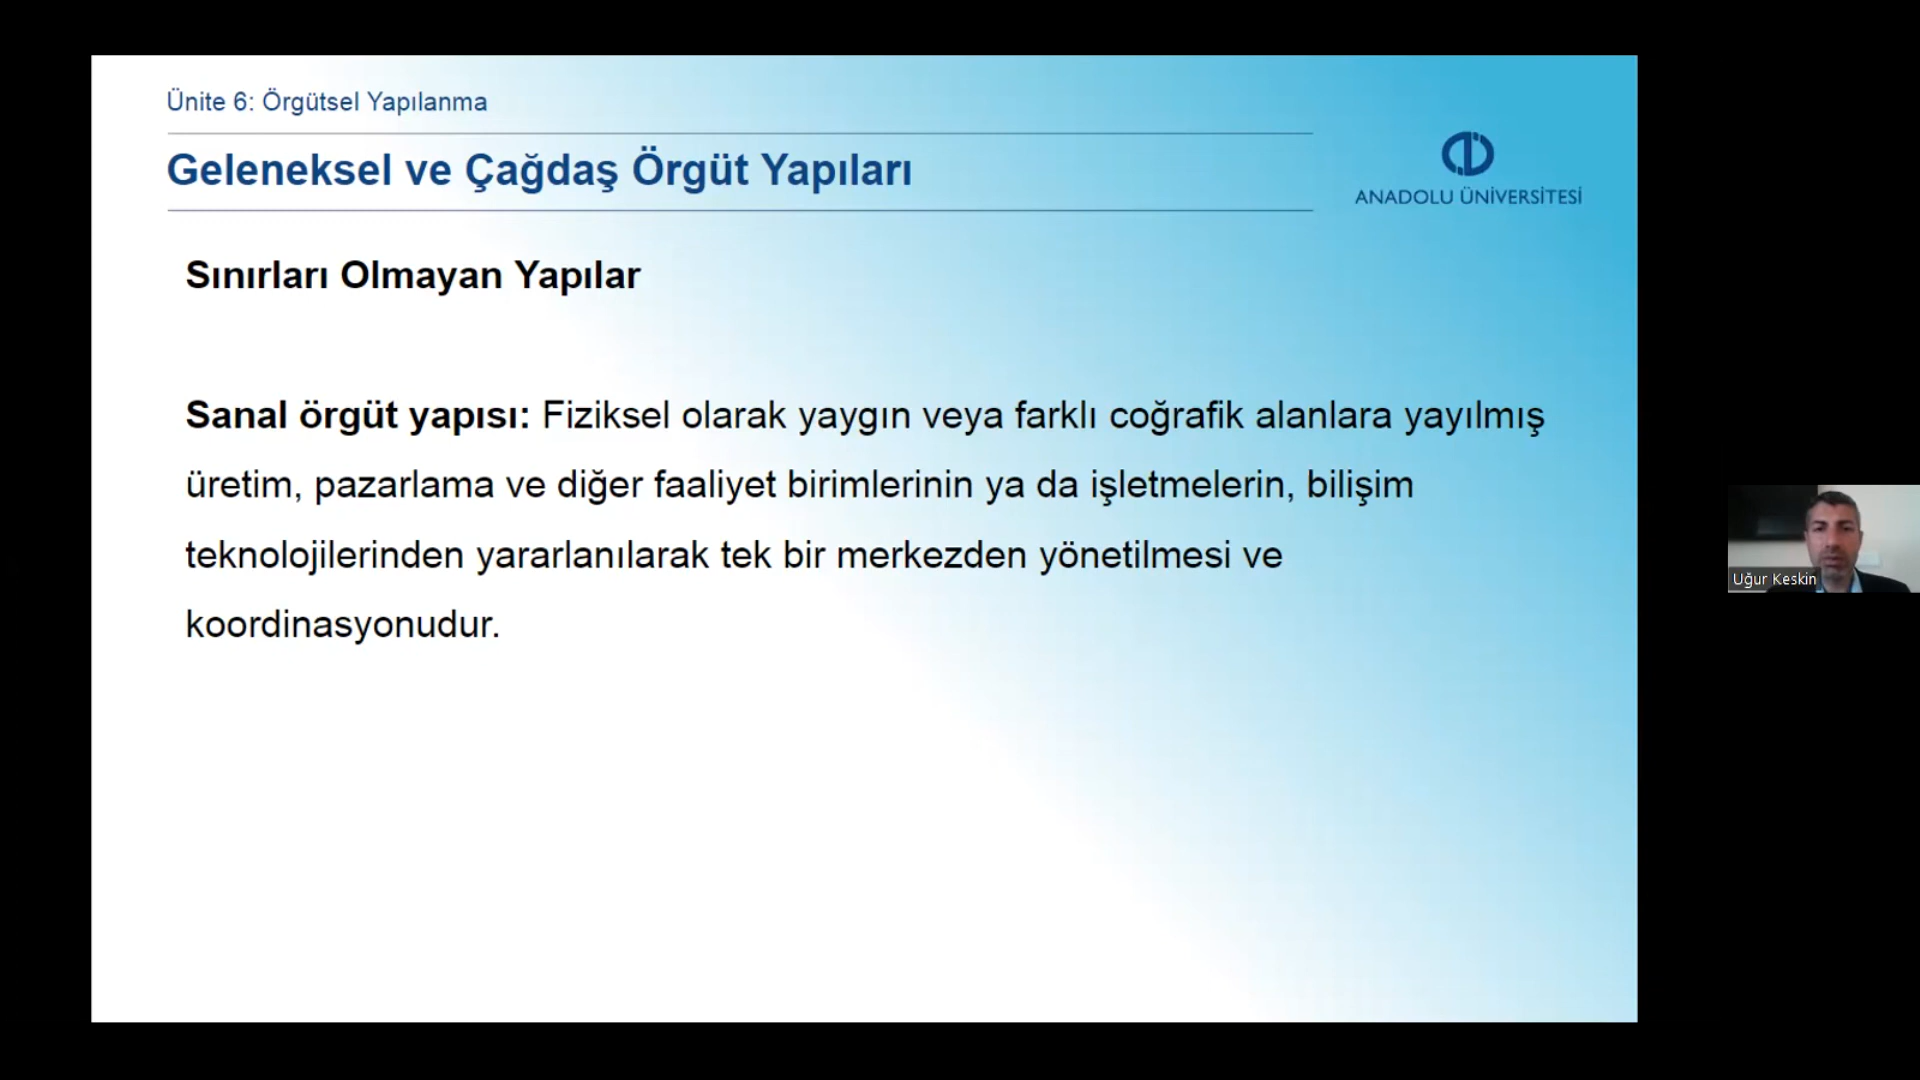 Ünite 6: Örgütsel Yapılanma
Geleneksel ve Çağdaş Örgüt Yapıları
ANADOLU ÜNİVERSİTESİ
Sınırları Olmayan Yapılar
Sanal örgüt yapısı: Fiziksel olarak yaygın veya farklı coğrafik alanlara yayılmış
üretim, pazarlama ve diğer faaliyet birimlerinin ya da işletmelerin, bilişim
teknolojilerinden yararlanılarak tek bir merkezden yönetilmesi ve
koordinasyonudur.
Uğur Keskin